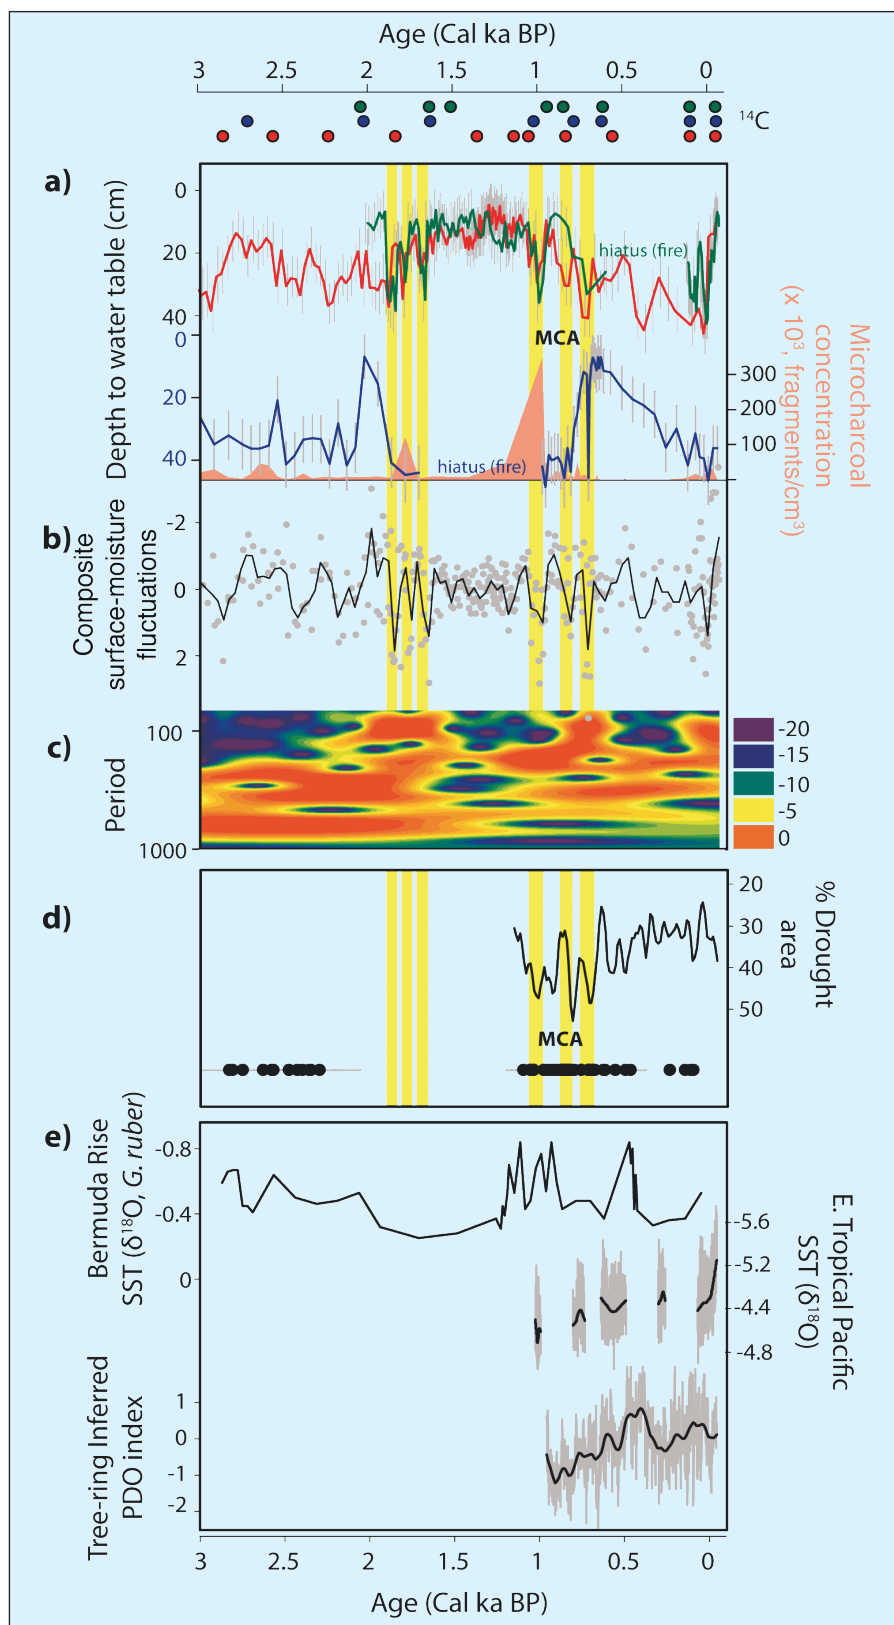 Age (Cal ka BP)
3 2.5 2 1.5 1 0.5 0
14C
a)
Depth to water table (cm)
0
20
40
0
20
40
hiatus (fire)
MCA
hiatus (fire)
300
200
100
Microcharcoal
concentration
(x 10³, fragments/cm³)
b)
Composite
surface-moisture
fluctuations
-2
0
2
c)
Period
100
1000
-20
-15
-10
-5
0
d)
20
30
40
50
% Drought
area
MCA
e)
Bermuda Rise
SST (δ¹⁸O, G. ruber)
-0.8
-0.4
0
-5.6
-5.2
-4.4
-4.8
E. Tropical Pacific
SST (δ¹⁸O)
Tree-ring Inferred
PDO index
1
0
-1
-2
3 2.5 2 1.5 1 0.5 0
Age (Cal ka BP)